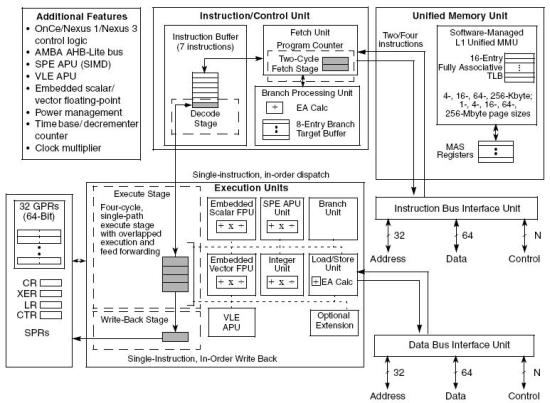 Additional Features
• OnCe/Nexus 1/Nexus 3
control logic
• AMBA AHB-Lite bus
• SPE APU (SIMD)
• VLE APU
• Embedded scalar/
vector floating-point
• Power management
• Time base/decrementer
counter
• Clock multiplier
Instruction/Control Unit
Instruction Buffer
(7 instructions)
Decode
Stage
Fetch Unit
Program Counter
Two-Cycle
Fetch Stage
Branch Processing Unit
+ EA Calc
8-Entry Branch
Target Buffer
Two/Four
instructions
Unified Memory Unit
Software-Managed
L1 Unified MMU
16-Entry
Fully Associative
TLB
4-, 16-, 64-, 256-Kbyte;
1-, 4-, 16-, 64-,
256-Mbyte page sizes
MAS
Registers
Single-instruction, in-order dispatch
32 GPRs
(64-Bit)
CR
XER
LR
CTR
SPRs
Execution Units
Execute Stage
Four-cycle,
single-path
execute stage
with overlapped
execution and
feed forwarding
Write-Back Stage
Embedded
Scalar FPU
÷ x ÷
SPE APU
Unit
÷ x ÷
Branch
Unit
Embedded
Vector FPU
÷ x ÷
Integer
Unit
÷ x ÷
Load/Store
Unit
+ EA Calc
VLE
APU
Optional
Extension
Single-Instruction, In-Order Write Back
Instruction Bus Interface Unit
32
64
N
Address
Data
Control
Data Bus Interface Unit
32
64
N
Address
Data
Control